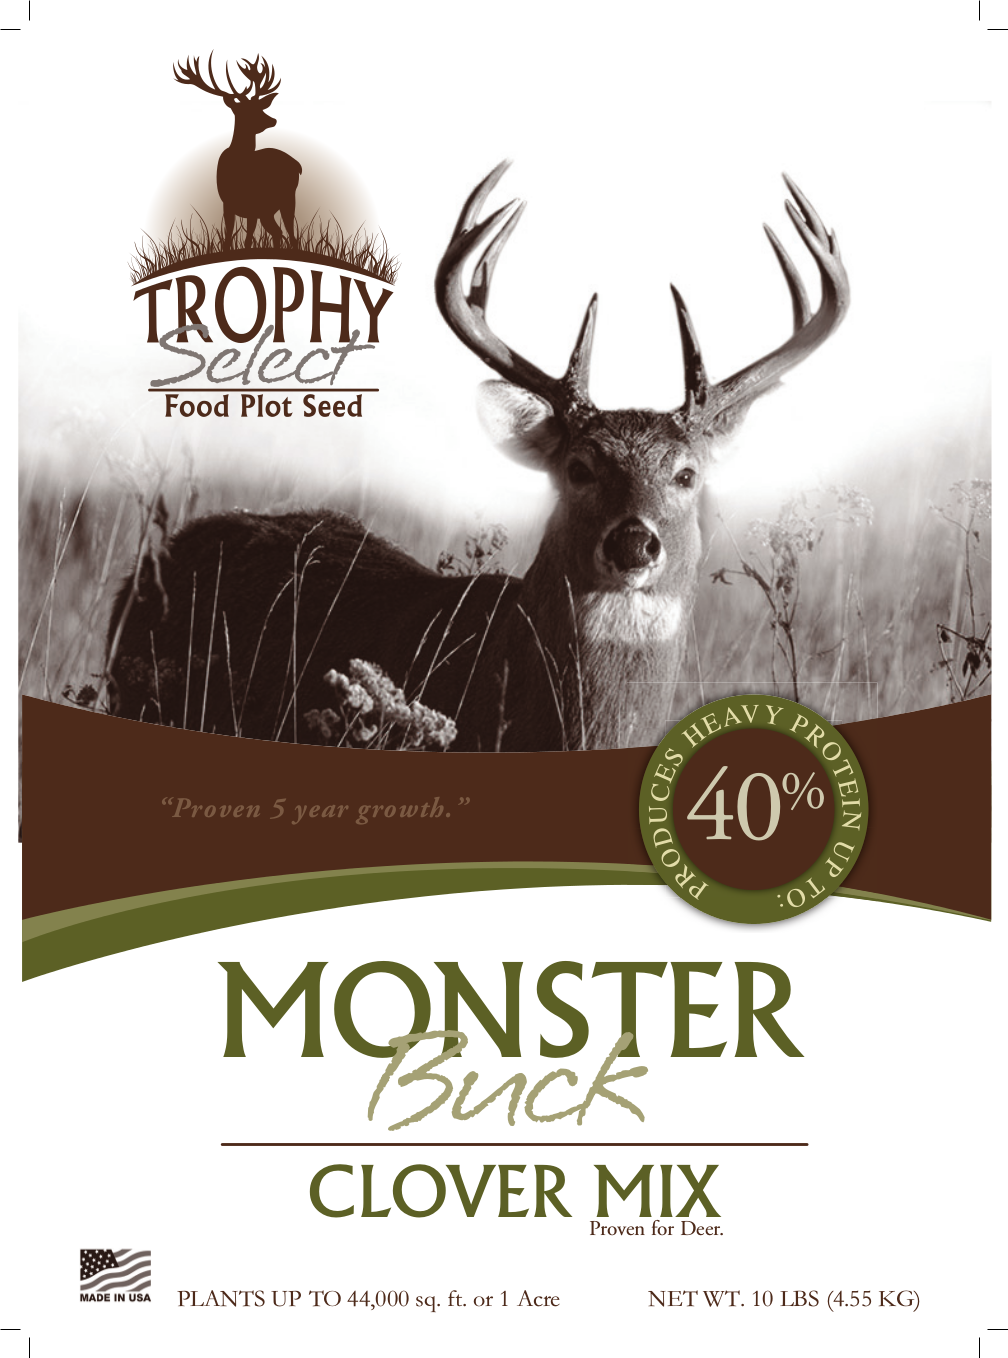 TROPHY
Select
Food Plot Seed
PRODUCES HEAVY PROTEIN UP TO:
40%
“Proven 5 year growth.”
MONSTER
Buck
CLOVER MIX
Proven for Deer.
MADE IN USA
PLANTS UP TO 44,000 sq. ft. or 1 Acre
NET WT. 10 LBS (4.55 KG)